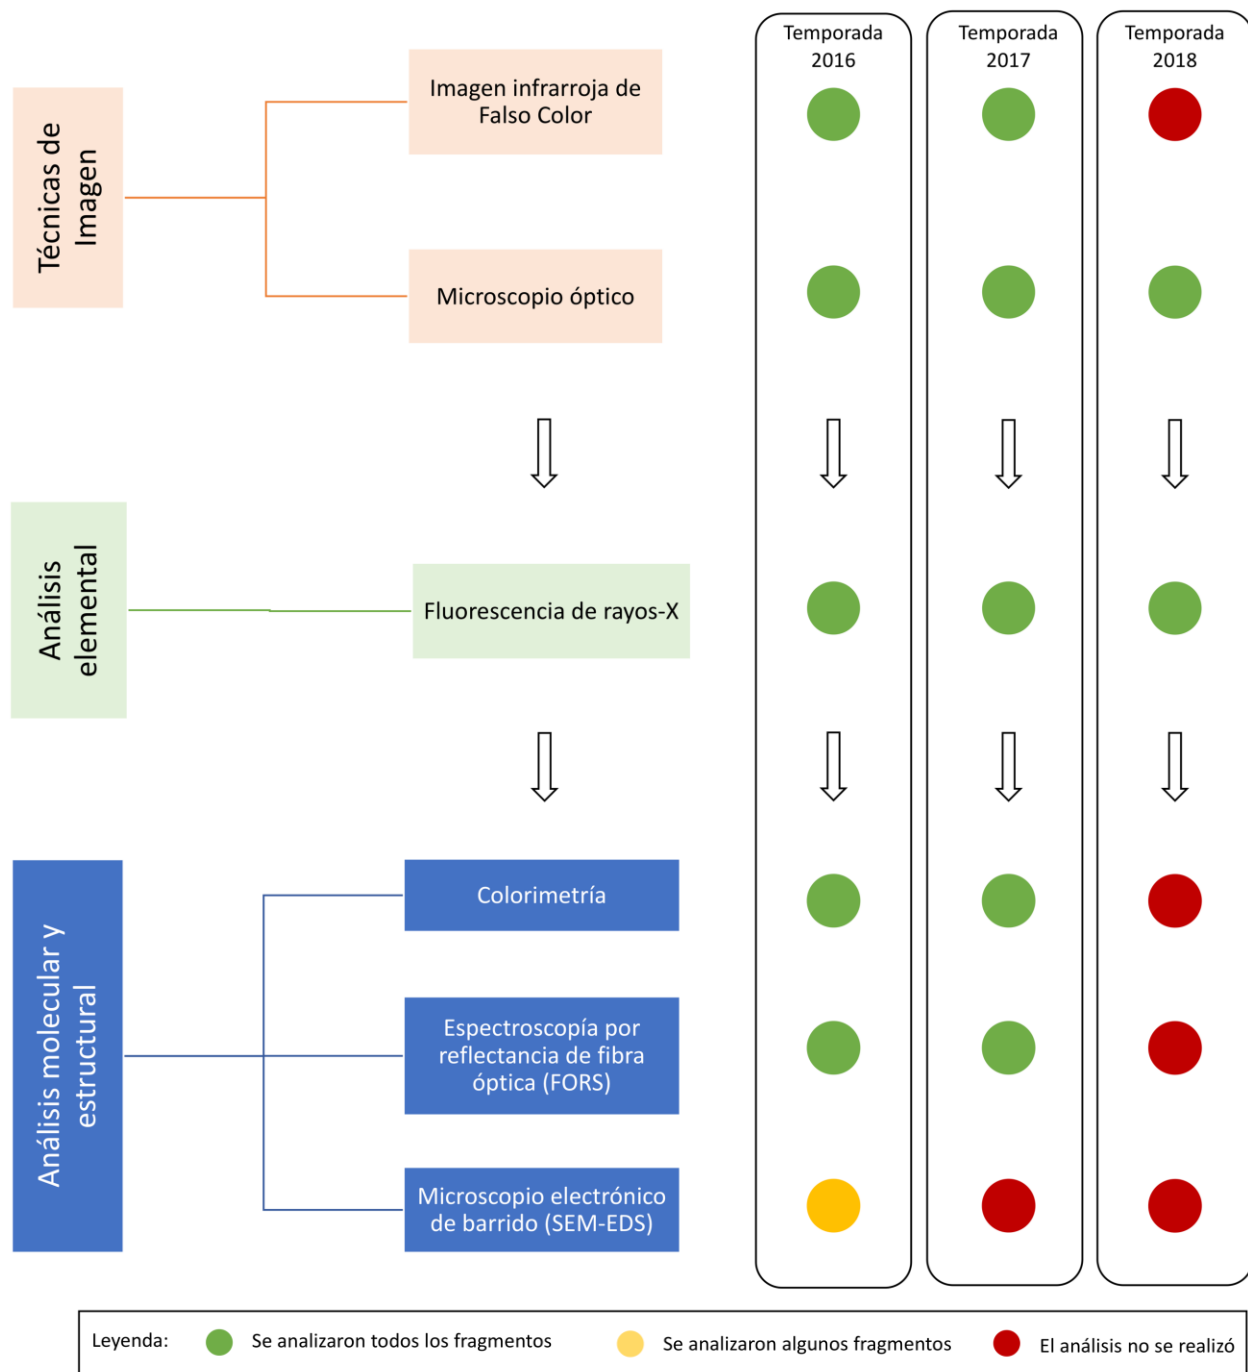 Temporada
2016
Temporada
2017
Temporada
2018
Técnicas de
Imagen
Imagen infrarroja de
Falso Color
Microscopio óptico
Análisis
elemental
Fluorescencia de rayos-X
Análisis molecular y
estructural
Colorimetría
Espectroscopía por
reflectancia de fibra
óptica (FORS)
Microscopio electrónico
de barrido (SEM-EDS)
Leyenda:
Se analizaron todos los fragmentos
Se analizaron algunos fragmentos
El análisis no se realizó